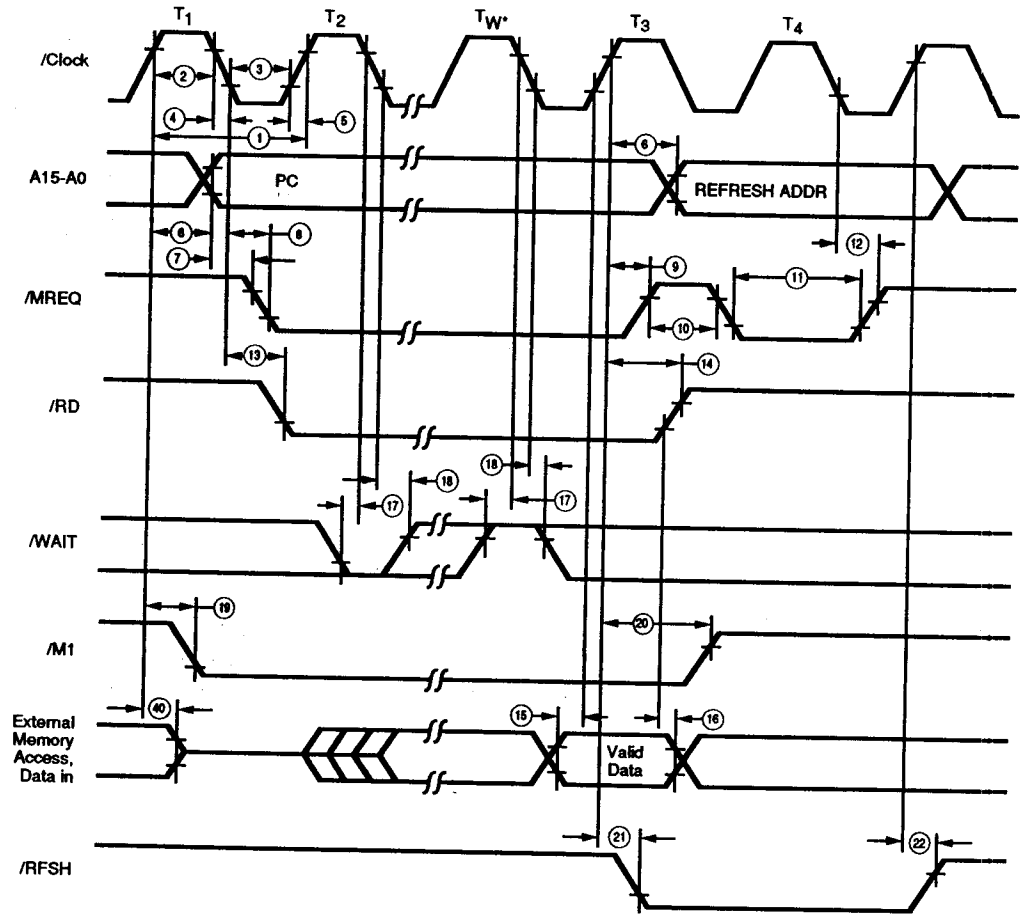 T1 T2 TW* T3 T4
/Clock
2 3
4 1 5
6
A15-A0
PC
REFRESH ADDR
6 8
12
7
9 11
/MREQ
10
13
14
/RD
18
18
17
17
/WAIT
19
20
/M1
40
15
16
External
Memory
Access,
Data in
Valid
Data
21
22
/RFSH